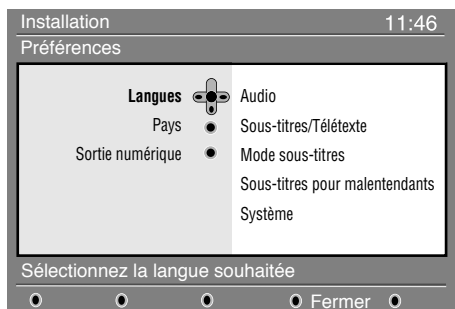 Installation 11:46
Préférences
Langues Audio
Pays Sous-titres/Télétexte
Sortie numérique Mode sous-titres
Sous-titres pour malentendants
Système
Sélectionnez la langue souhaitée
Fermer